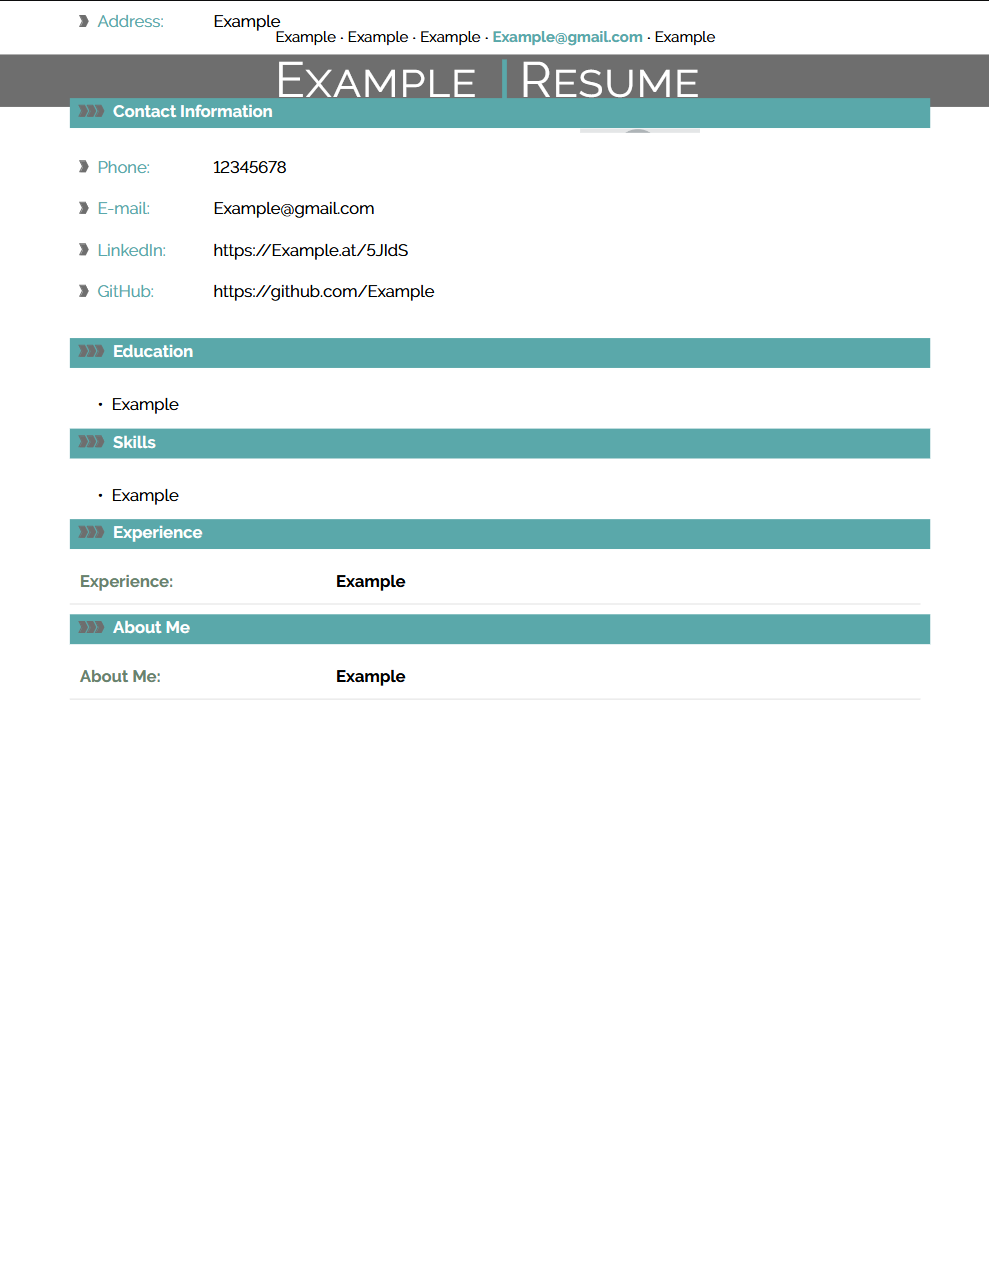 Address: Example
Example · Example · Example · Example@gmail.com · Example
Example | Resume
Contact Information
Phone: 12345678
E-mail: Example@gmail.com
LinkedIn: https://Example.at/5JIdS
GitHub: https://github.com/Example
Education
• Example
Skills
• Example
Experience
Experience: Example
About Me
About Me: Example